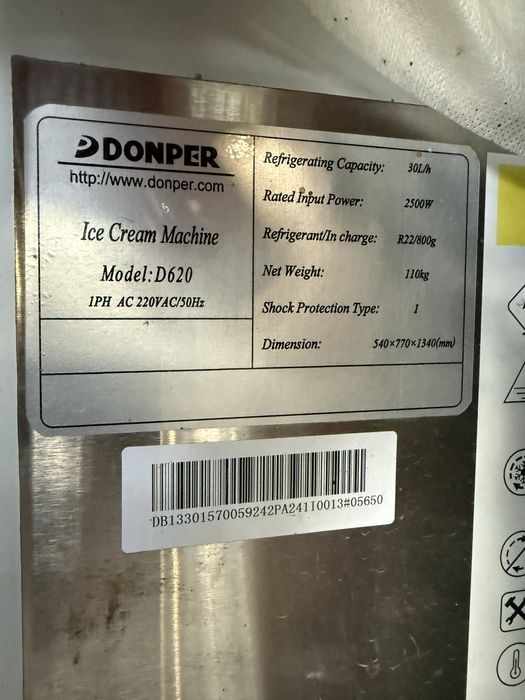 DONPER
http://www.donper.com
Ice Cream Machine
Model:D620
1PH AC 220VAC/50Hz
Refrigerating Capacity: 30L/h
Rated Input Power: 2500W
Refrigerant/In charge: R22/800g
Net Weight: 110kg
Shock Protection Type: I
Dimension: 540×770×1340(mm)
DB13301570059242PA241I0013#05650